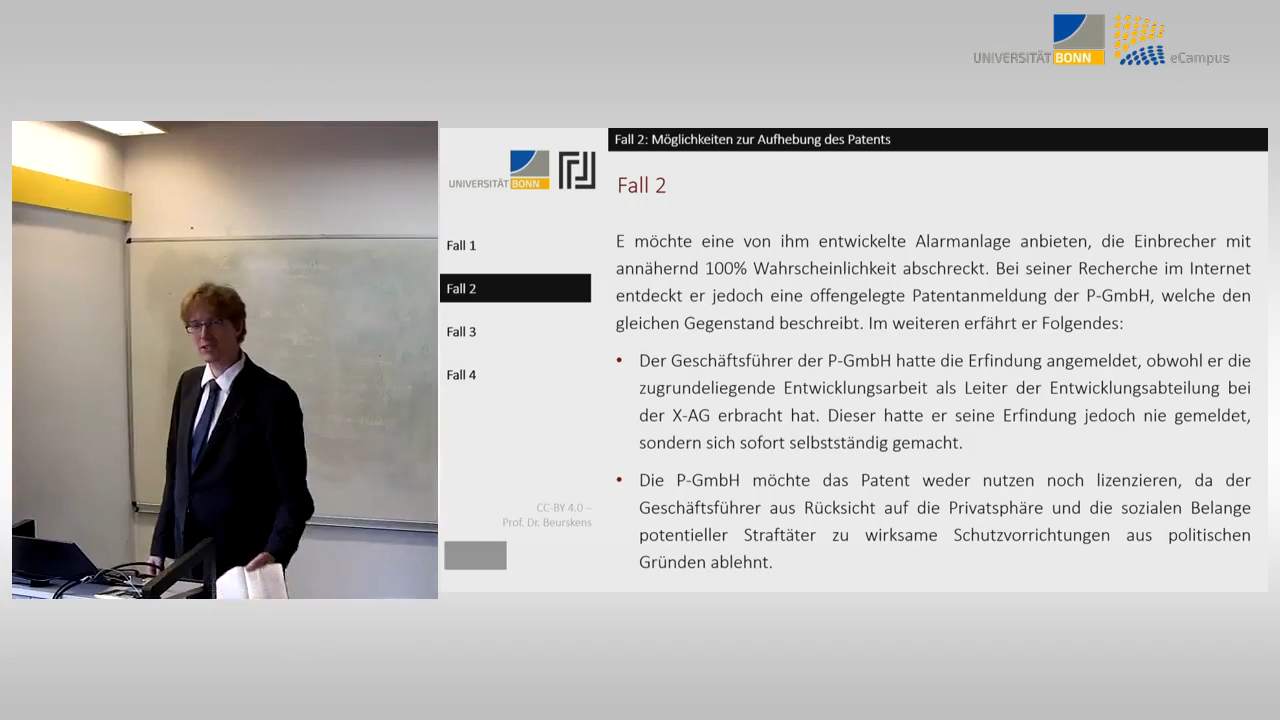 UNIVERSITÄT BONN
eCampus
Fall 2: Möglichkeiten zur Aufhebung des Patents
UNIVERSITÄT BONN
Fall 1
Fall 2
Fall 3
Fall 4
CC-BY 4.0 –
Prof. Dr. Beurskens
Fall 2
E möchte eine von ihm entwickelte Alarmanlage anbieten, die Einbrecher mit
annähernd 100% Wahrscheinlichkeit abschreckt. Bei seiner Recherche im Internet
entdeckt er jedoch eine offengelegte Patentanmeldung der P-GmbH, welche den
gleichen Gegenstand beschreibt. Im weiteren erfährt er Folgendes:
• Der Geschäftsführer der P-GmbH hatte die Erfindung angemeldet, obwohl er die
zugrundeliegende Entwicklungsarbeit als Leiter der Entwicklungsabteilung bei
der X-AG erbracht hat. Dieser hatte er seine Erfindung jedoch nie gemeldet,
sondern sich sofort selbstständig gemacht.
• Die P-GmbH möchte das Patent weder nutzen noch lizenzieren, da der
Geschäftsführer aus Rücksicht auf die Privatsphäre und die sozialen Belange
potentieller Straftäter zu wirksame Schutzvorrichtungen aus politischen
Gründen ablehnt.